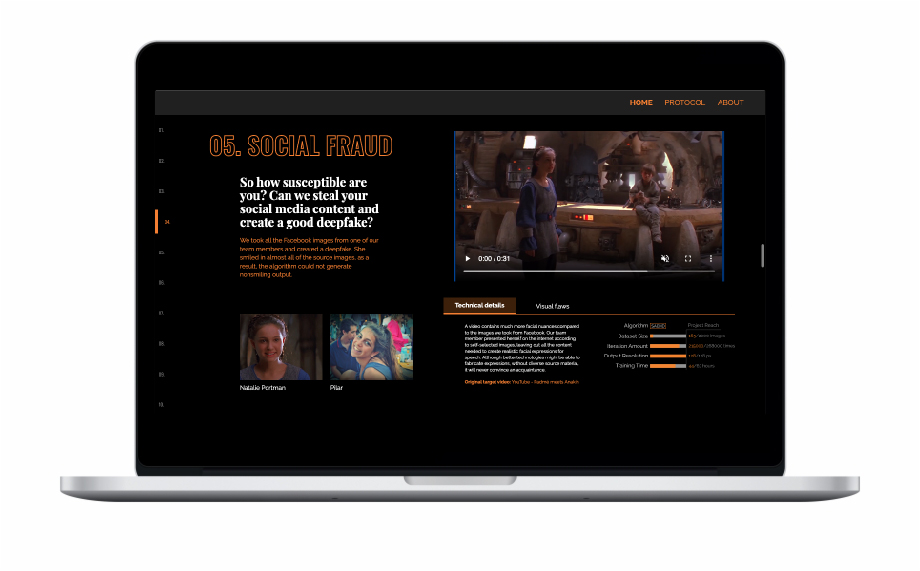 HOME PROTOCOL ABOUT
01.
02.
03.
04.
05.
06.
07.
08.
09.
10.
05. SOCIAL FRAUD
So how susceptible are
you? Can we steal your
social media content and
create a good deepfake?
We took all the Facebook images from one of our
team members and created a deepfake. She
smiled in almost all of the source images, as a
result, the algorithm could not generate
nonsmiling output.
Natalie Portman
Pilar
0:00 / 0:31
Technical details
Visual flaws
A video contains much more facial nuances compared
to the images we took from Facebook. Our team
member presented herself on the internet according
to self-selected images, leaving out all the content
needed to create realistic facial expressions for
speech. Although
fabricate expressions, without diverse source material,
it will never convince an acquaintance.
Original target video: YouTube - Padme meets Anakin
Algorithm SAEHD Project Reach
Dataset Size
Iteration Amount
Output Resolution
Training Time hours